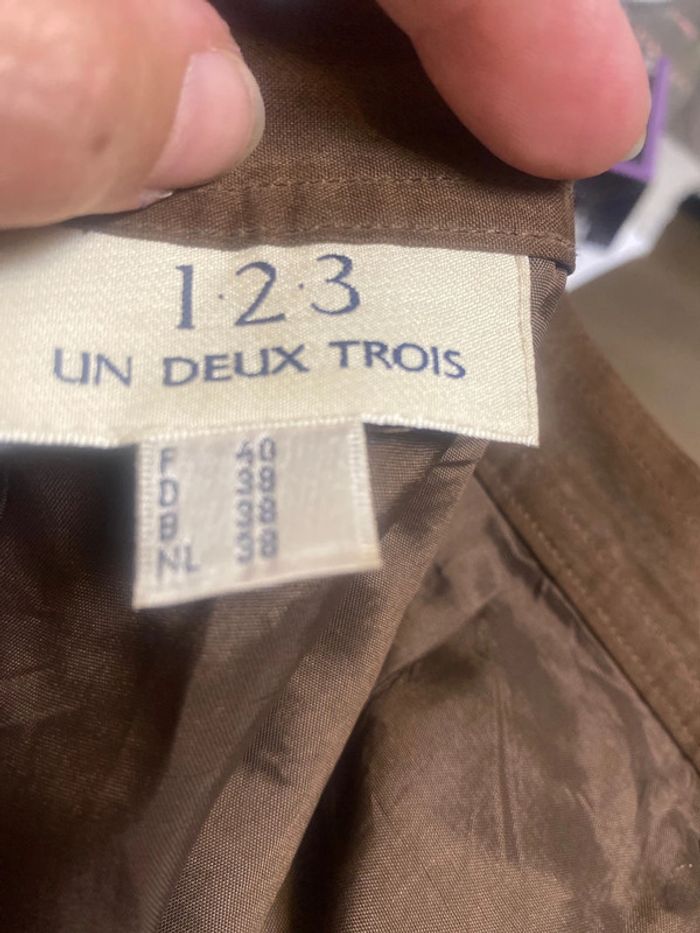 1·2·3
UN DEUX TROIS
F 40
D 38
B 38
NL 38